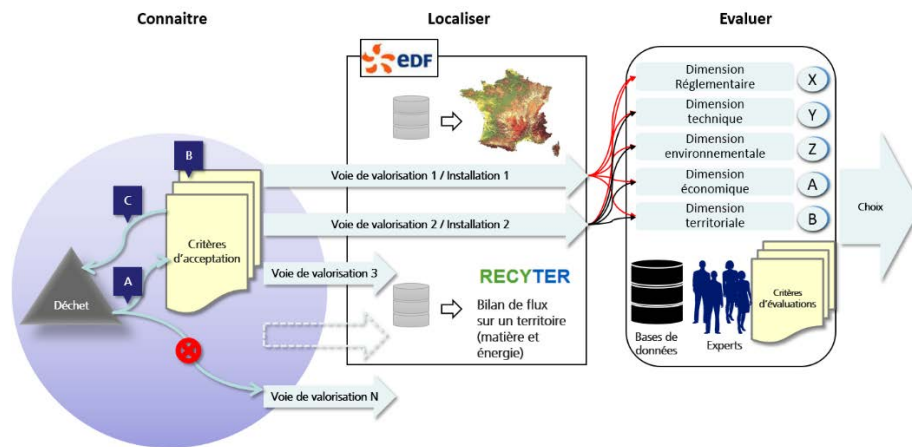 Connaitre
Localiser
Evaluer
eDF
Dimension
Réglementaire
X
Dimension
technique
Y
Dimension
environnementale
Z
Dimension
économique
A
Dimension
territoriale
B
B
C
A
Critères
d'acceptation
Déchet
Voie de valorisation 1 / Installation 1
Voie de valorisation 2 / Installation 2
Voie de valorisation 3
Voie de valorisation N
RECYTER
Bilan de flux
sur un territoire
(matière et
énergie)
Bases de
données
Experts
Critères
d'évaluations
Choix